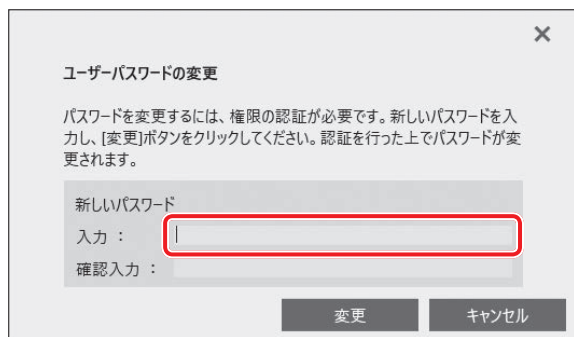 ユーザーパスワードの変更
パスワードを変更するには、権限の認証が必要です。新しいパスワードを入
力し、[変更]ボタンをクリックしてください。認証を行った上でパスワードが変
更されます。
新しいパスワード
入力 :
確認入力 :
変更 キャンセル